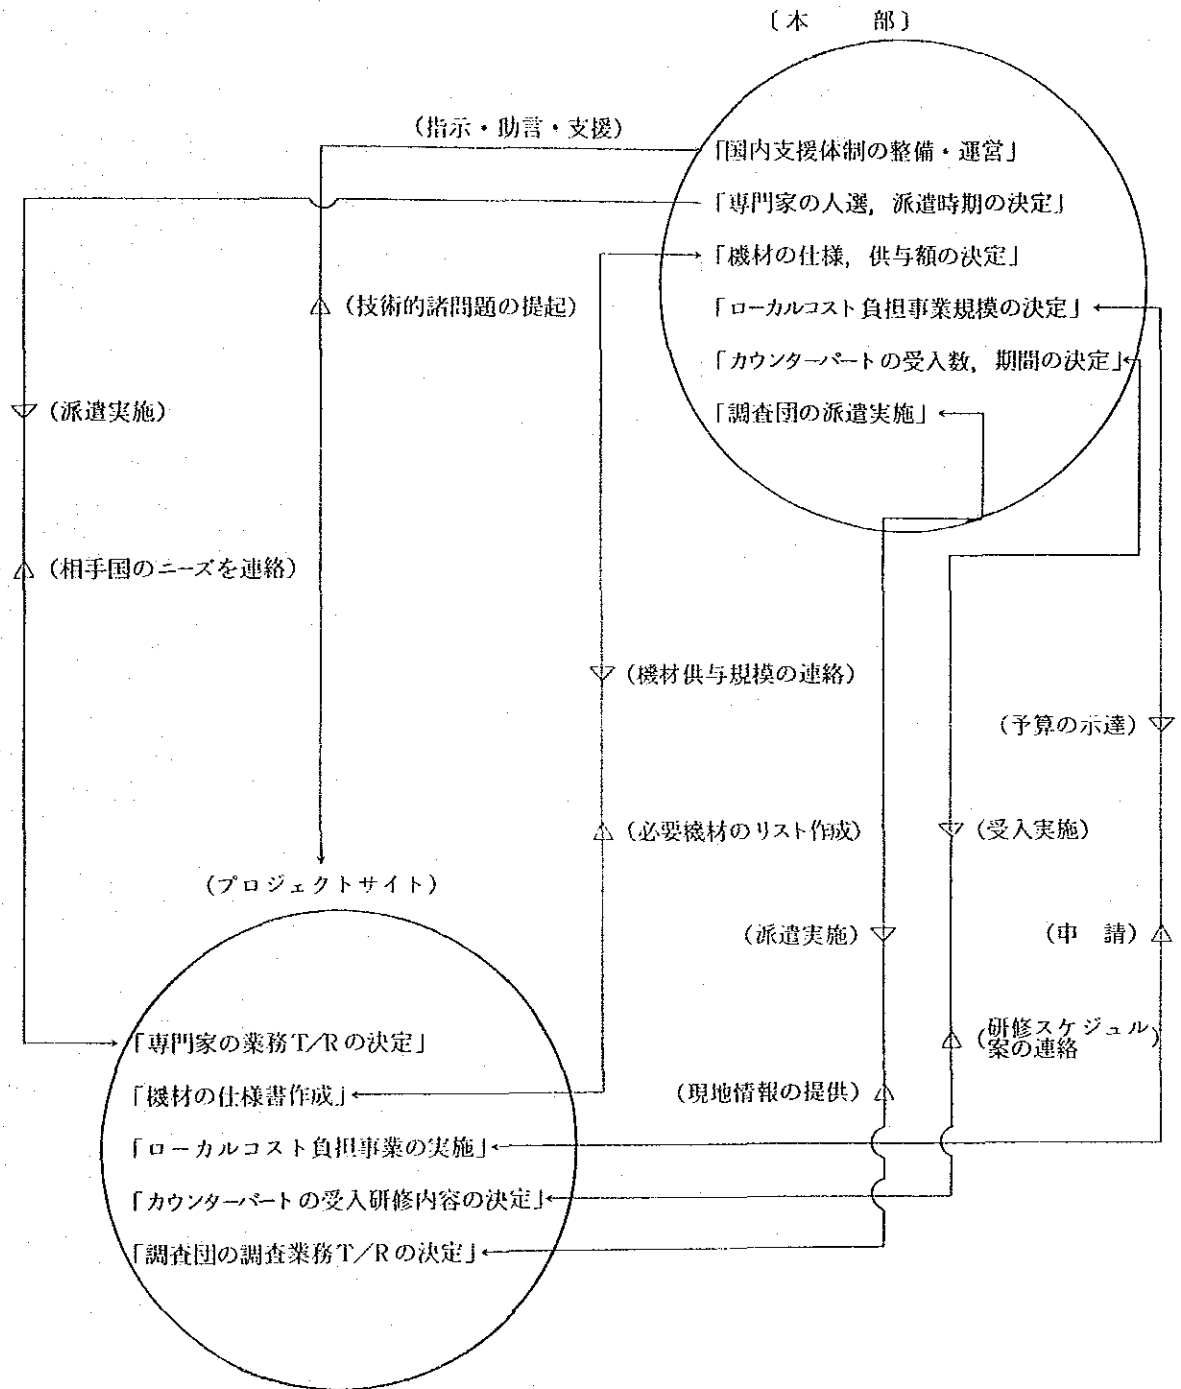 〔本　　部〕
(指示・助言・支援)
「国内支援体制の整備・運営」
「専門家の人選，派遣時期の決定」
「機材の仕様，供与額の決定」
(技術的諸問題の提起)
「ローカルコスト負担事業規模の決定」
「カウンターパートの受入数，期間の決定」
(派遣実施)
「調査団の派遣実施」
(相手国のニーズを連絡)
(機材供与規模の連絡)
(予算の示達)
(必要機材のリスト作成)
(受入実施)
(プロジェクトサイト)
(派遣実施)
(申　請)
(研修スケジュール
案の連絡)
「専門家の業務T/Rの決定」
「機材の仕様書作成」
(現地情報の提供)
「ローカルコスト負担事業の実施」
「カウンターパートの受入研修内容の決定」
「調査団の調査業務T/Rの決定」